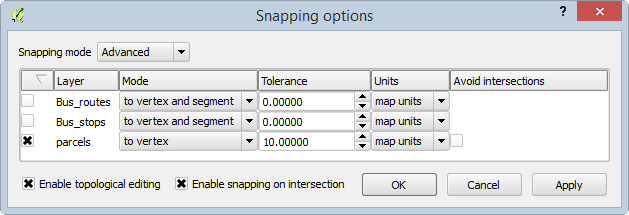 Snapping options
?
Snapping mode Advanced
Layer Mode Tolerance Units Avoid intersections
Bus_routes to vertex and segment 0.00000 map units
Bus_stops to vertex and segment 0.00000 map units
parcels to vertex 10.00000 map units
Enable topological editing Enable snapping on intersection OK Cancel Apply